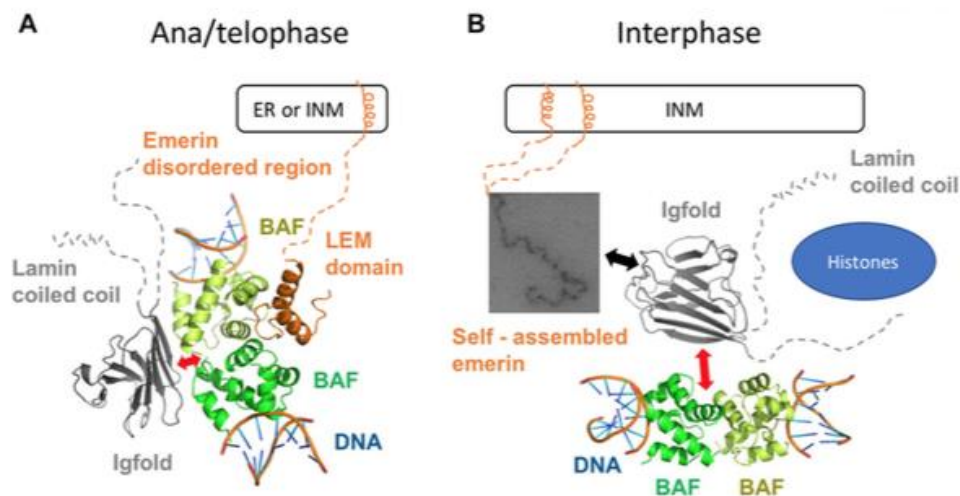 A
Ana/telophase
ER or INM
Emerin
disordered region
BAF
LEM
domain
Lamin
coiled coil
BAF
DNA
Igfold
B
Interphase
INM
Lamin
coiled coil
Igfold
Histones
Self - assembled
emerin
DNA
BAF
BAF